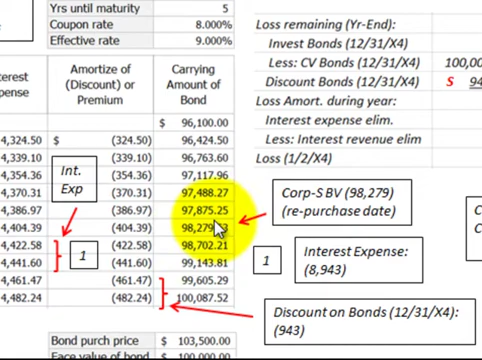 Yrs until maturity 5
Coupon rate 8.000%
Effective rate 9.000%
terest pense Amortize of (Discount) or Premium Carrying Amount of Bond
$ 96,100.00
4,324.50 $ (324.50) 96,424.50
4,339.10 (339.10) 96,763.60
4,354.36 (354.36) 97,117.96
4,370.31 (370.31) 97,488.27
4,386.97 (386.97) 97,875.25
4,404.39 (404.39) 98,279
4,422.58 (422.58) 98,702.21
4,441.60 (441.60) 99,143.81
4,461.47 (461.47) 99,605.29
4,482.24 (482.24) 100,087.52
Int.
Exp
1
Bond purch price $ 103,500.00
Face value of bond $ 100,000.00
Loss remaining (Yr-End):
Invest Bonds (12/31/X4)
Less: CV Bonds (12/31/X4) 100,00
Discount Bonds (12/31/X4) S 94
Loss Amort. during year:
Interest expense elim.
Less: Interest revenue elim
Loss (1/2/X4)
Corp-S BV (98,279)
(re-purchase date)
C
C
1
Interest Expense:
(8,943)
Discount on Bonds (12/31/X4):
(943)